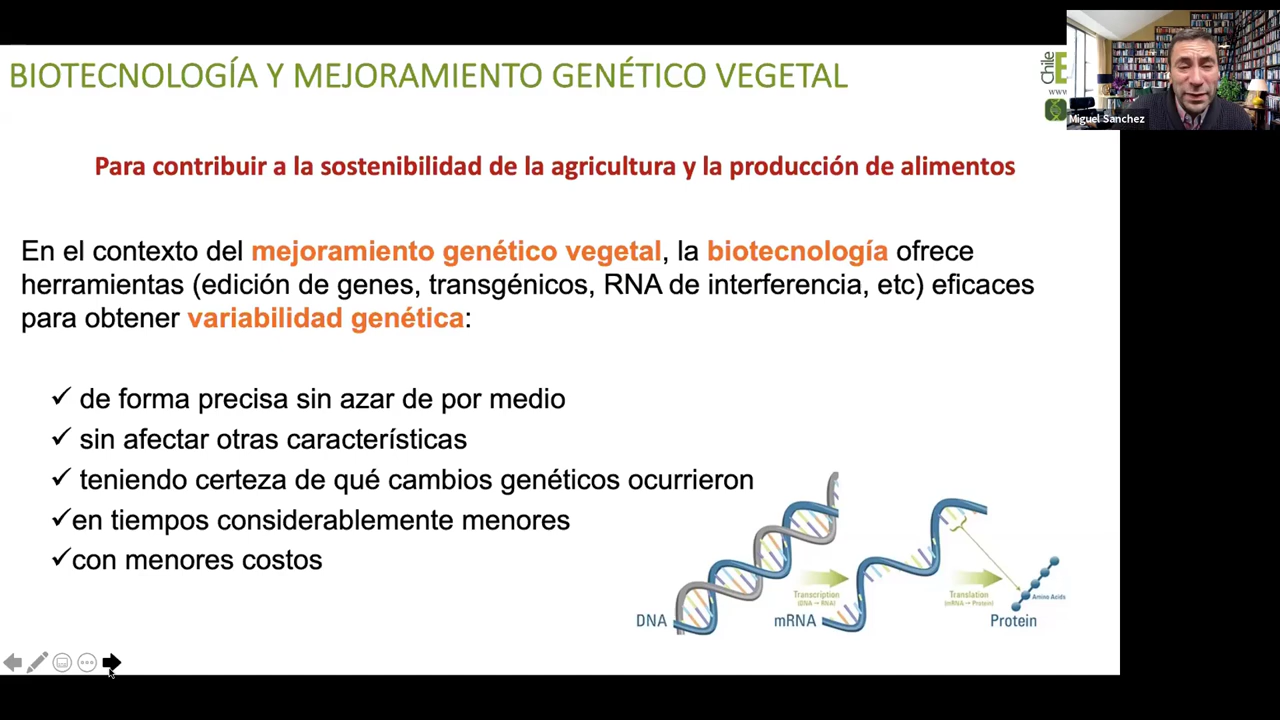 BIOTECNOLOGÍA Y MEJORAMIENTO GENÉTICO VEGETAL
Chile
www
Miguel Sanchez
Para contribuir a la sostenibilidad de la agricultura y la producción de alimentos
En el contexto del mejoramiento genético vegetal, la biotecnología ofrece
herramientas (edición de genes, transgénicos, RNA de interferencia, etc) eficaces
para obtener variabilidad genética:
✓ de forma precisa sin azar de por medio
✓ sin afectar otras características
✓ teniendo certeza de qué cambios genéticos ocurrieron
✓en tiempos considerablemente menores
✓con menores costos
Transcription
(DNA → RNA)
Translation
(mRNA → Protein)
Amino Acids
DNA
mRNA
Protein